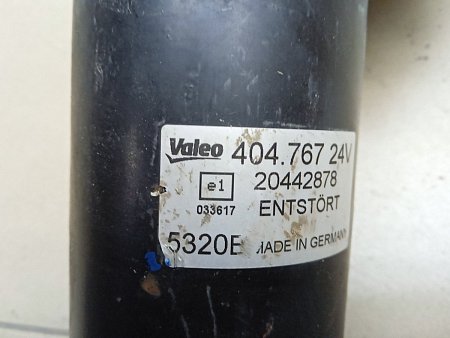 Valeo 404.767 24V
e1 20442878
033617 ENTSTÖRT
5320E MADE IN GERMANY